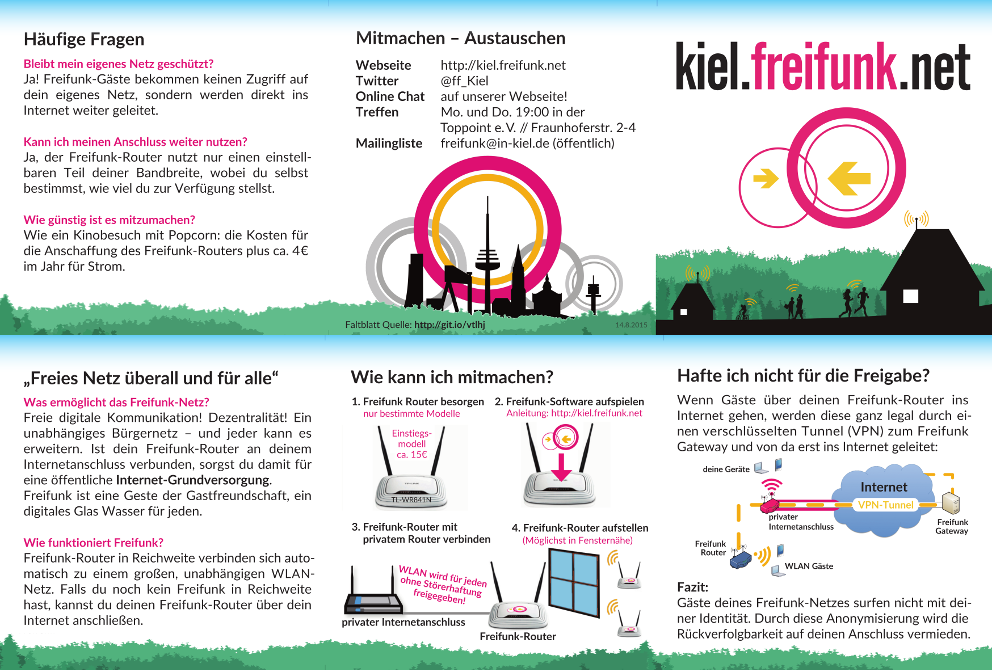 Häufige Fragen
Bleibt mein eigenes Netz geschützt?
Ja! Freifunk-Gäste bekommen keinen Zugriff auf
dein eigenes Netz, sondern werden direkt ins
Internet weiter geleitet.
Kann ich meinen Anschluss weiter nutzen?
Ja, der Freifunk-Router nutzt nur einen einstell-
baren Teil deiner Bandbreite, wobei du selbst
bestimmst, wie viel du zur Verfügung stellst.
Wie günstig ist es mitzumachen?
Wie ein Kinobesuch mit Popcorn: die Kosten für
die Anschaffung des Freifunk-Routers plus ca. 4€
im Jahr für Strom.
Mitmachen – Austauschen
Webseite http://kiel.freifunk.net
Twitter @ff_Kiel
Online Chat auf unserer Webseite!
Treffen Mo. und Do. 19:00 in der
Toppoint e.V. // Fraunhoferstr. 2-4
Mailingliste freifunk@in-kiel.de (öffentlich)
Faltblatt Quelle: http://git.io/vtlhj
14.8.2015
kiel.freifunk.net
„Freies Netz überall und für alle“
Was ermöglicht das Freifunk-Netz?
Freie digitale Kommunikation! Dezentralität! Ein
unabhängiges Bürgernetz – und jeder kann es
erweitern. Ist dein Freifunk-Router an deinem
Internetanschluss verbunden, sorgst du damit für
eine öffentliche Internet-Grundversorgung.
Freifunk ist eine Geste der Gastfreundschaft, ein
digitales Glas Wasser für jeden.
Wie funktioniert Freifunk?
Freifunk-Router in Reichweite verbinden sich auto-
matisch zu einem großen, unabhängigen WLAN-
Netz. Falls du noch kein Freifunk in Reichweite
hast, kannst du deinen Freifunk-Router über dein
Internet anschließen.
Wie kann ich mitmachen?
1. Freifunk Router besorgen
nur bestimmte Modelle
Einstiegs-
modell
ca. 15€
TL-WR841N
2. Freifunk-Software aufspielen
Anleitung: http://kiel.freifunk.net
3. Freifunk-Router mit
privatem Router verbinden
WLAN wird für jeden
ohne Störerhaftung
freigegeben!
privater Internetanschluss
4. Freifunk-Router aufstellen
(Möglichst in Fensternähe)
Freifunk-Router
Hafte ich nicht für die Freigabe?
Wenn Gäste über deinen Freifunk-Router ins
Internet gehen, werden diese ganz legal durch ei-
nen verschlüsselten Tunnel (VPN) zum Freifunk
Gateway und von da erst ins Internet geleitet:
deine Geräte
Internet
VPN-Tunnel
privater
Internetanschluss
Freifunk
Gateway
Freifunk
Router
WLAN Gäste
Fazit:
Gäste deines Freifunk-Netzes surfen nicht mit dei-
ner Identität. Durch diese Anonymisierung wird die
Rückverfolgbarkeit auf deinen Anschluss vermieden.